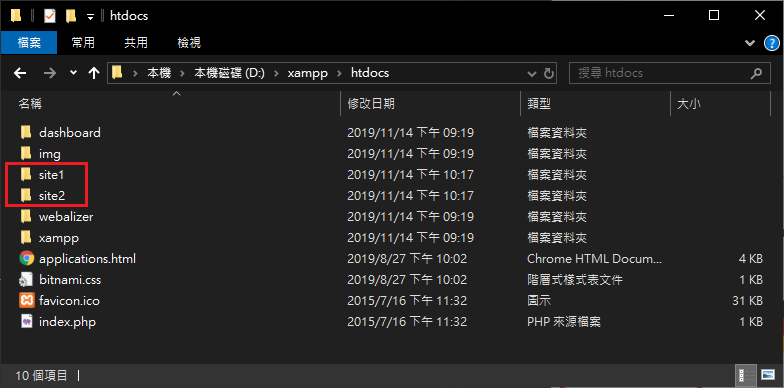 htdocs
檔案 常用 共用 檢視
本機 本機磁碟 (D:) xampp htdocs 搜尋 htdocs
名稱 修改日期 類型 大小
dashboard 2019/11/14 下午 09:19 檔案資料夾
img 2019/11/14 下午 09:19 檔案資料夾
site1 2019/11/14 下午 10:17 檔案資料夾
site2 2019/11/14 下午 10:17 檔案資料夾
webalizer 2019/11/14 下午 09:19 檔案資料夾
xampp 2019/11/14 下午 09:19 檔案資料夾
applications.html 2019/8/27 下午 10:02 Chrome HTML Docum... 4 KB
bitnami.css 2019/8/27 下午 10:02 階層式樣式表文件 1 KB
favicon.ico 2015/7/16 下午 11:32 圖示 31 KB
index.php 2015/7/16 下午 11:32 PHP 來源檔案 1 KB
10 個項目